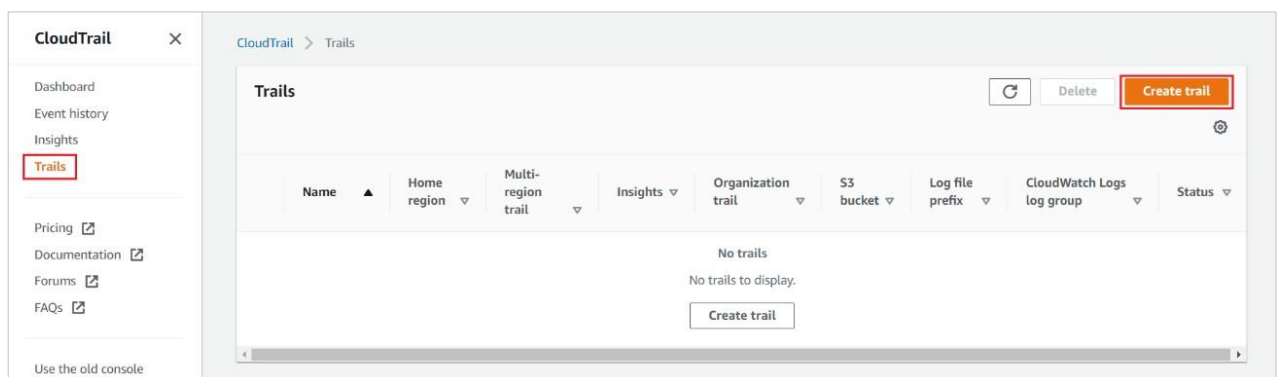 CloudTrail
Dashboard
Event history
Insights
Trails
Pricing
Documentation
Forums
FAQs
Use the old console
CloudTrail > Trails
Trails
Delete
Create trail
Name
Home
region
Multi-
region
trail
Insights
Organization
trail
S3
bucket
Log file
prefix
CloudWatch Logs
log group
Status
No trails
No trails to display.
Create trail